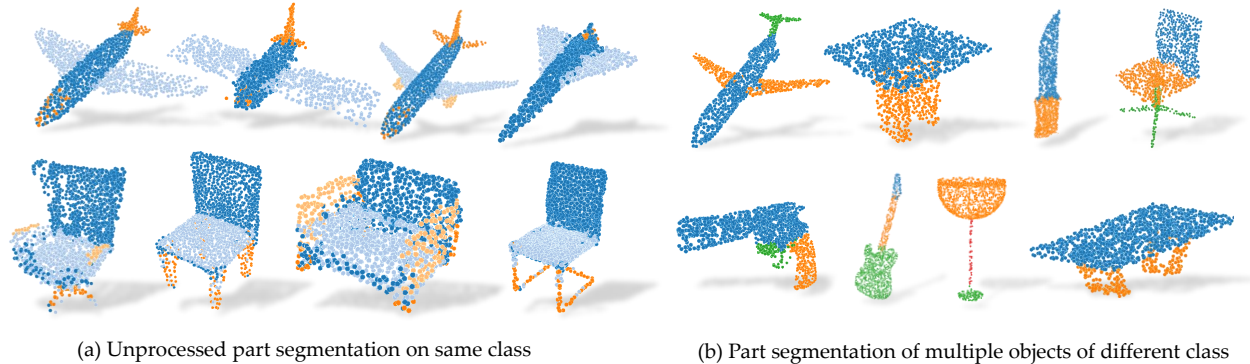 (a) Unprocessed part segmentation on same class
(b) Part segmentation of multiple objects of different class